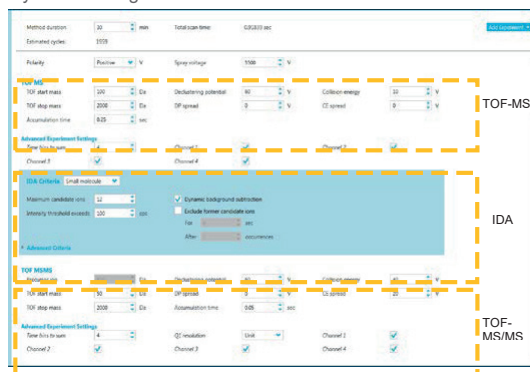 Method duration 30 min Total scan time: 0.91835 sec Add Experiment
Estimated cycles: 1959
Polarity Positive V Spray voltage 5500 V
TOF MS
TOF start mass 100 Da Declustering potential 60 V Collision energy 10 V
TOF stop mass 2000 Da DP spread 0 V CE spread 0 V
Accumulation time 0.25 sec
TOF-MS
Advanced Experiment Settings
Time bins to sum 4 Channel 1 Channel 2
Channel 3 Channel 4
IDA Criteria Small molecule
Maximum candidate ions 12 Dynamic background subtraction
Intensity threshold exceeds 100 cps Exclude former candidate ions
For sec
After occurrences
IDA
Advanced Criteria
TOF MSMS
Da Declustering potential 60 V Collision energy 40 V
TOF start mass 50 Da DP spread 0 V CE spread 20 V
TOF stop mass 2000 Da Accumulation time 0.05 sec
TOF-
MS/MS
Advanced Experiment Settings
Time bins to sum 4 Q1 resolution Unit Channel 1
Channel 2 Channel 3 Channel 4